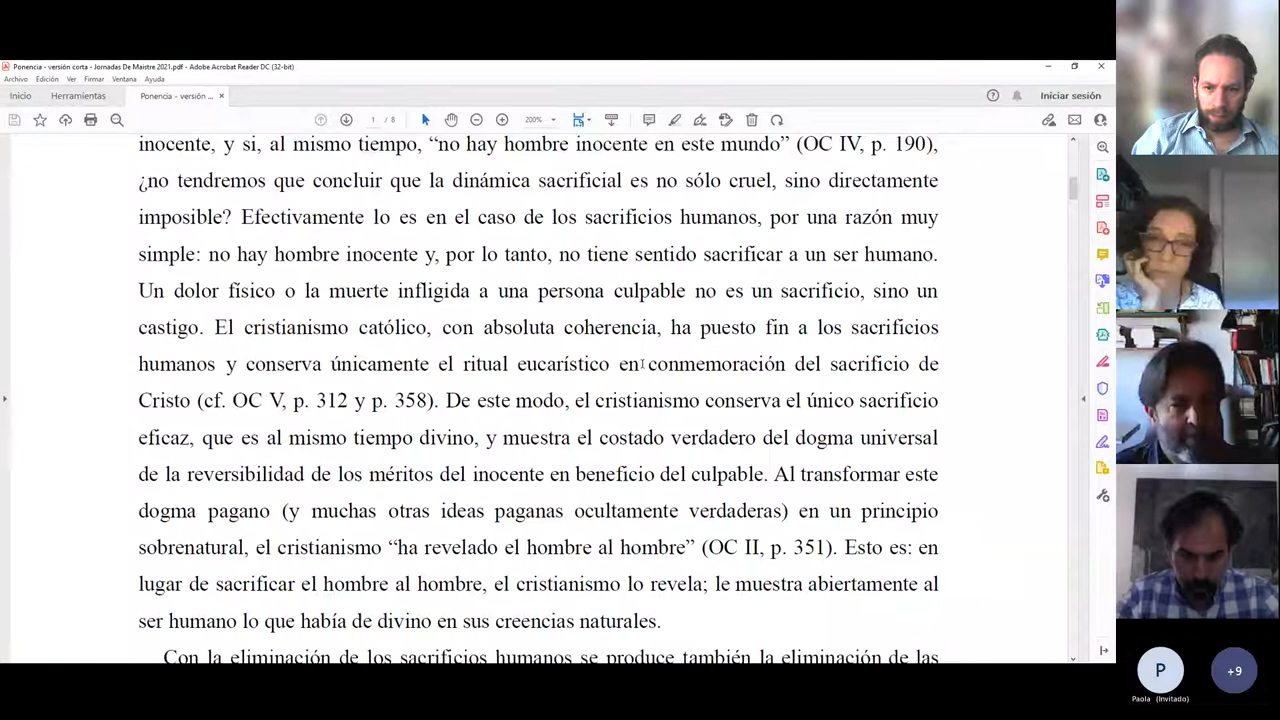 Ponencia - versión corta - Jornadas De Maistre 2021.pdf - Adobe Acrobat Reader DC (32-bit)
Archivo Edición Ver Firmar Ventana Ayuda
Inicio Herramientas Ponencia - versión ... × Iniciar sesión
1 / 8 200%
inocente, y si, al mismo tiempo, “no hay hombre inocente en este mundo” (OC IV, p. 190),
¿no tendremos que concluir que la dinámica sacrificial es no sólo cruel, sino directamente
imposible? Efectivamente lo es en el caso de los sacrificios humanos, por una razón muy
simple: no hay hombre inocente y, por lo tanto, no tiene sentido sacrificar a un ser humano.
Un dolor físico o la muerte infligida a una persona culpable no es un sacrificio, sino un
castigo. El cristianismo católico, con absoluta coherencia, ha puesto fin a los sacrificios
humanos y conserva únicamente el ritual eucarístico en conmemoración del sacrificio de
Cristo (cf. OC V, p. 312 y p. 358). De este modo, el cristianismo conserva el único sacrificio
eficaz, que es al mismo tiempo divino, y muestra el costado verdadero del dogma universal
de la reversibilidad de los méritos del inocente en beneficio del culpable. Al transformar este
dogma pagano (y muchas otras ideas paganas ocultamente verdaderas) en un principio
sobrenatural, el cristianismo “ha revelado el hombre al hombre” (OC II, p. 351). Esto es: en
lugar de sacrificar el hombre al hombre, el cristianismo lo revela; le muestra abiertamente al
ser humano lo que había de divino en sus creencias naturales.
Con la eliminación de los sacrificios humanos se produce también la eliminación de las
P
+9
Paola (Invitado)